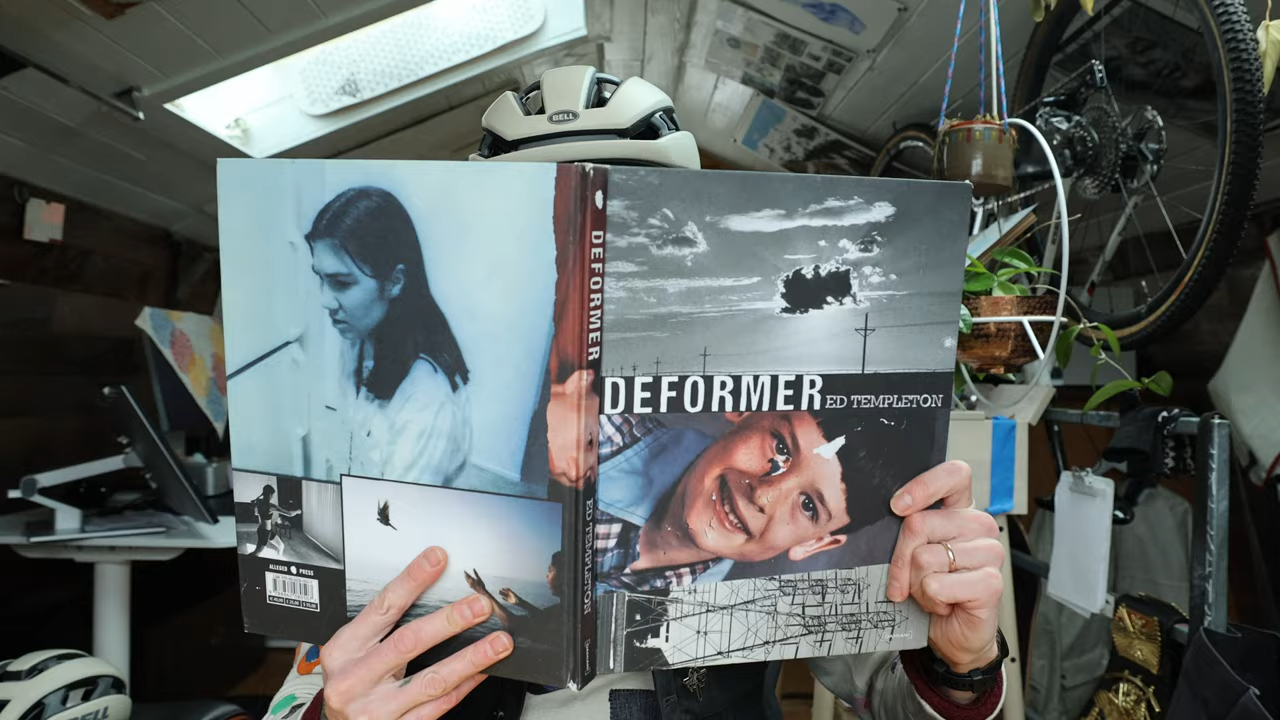 BELL
DEFORMER
ED TEMPLETON
DEFORMER
ED TEMPLETON
ALLEGED PRESS
BELL